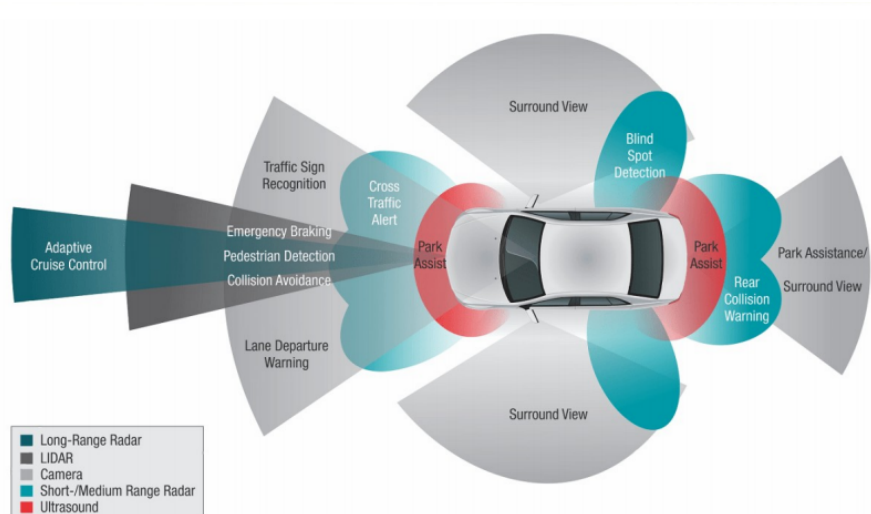 Surround View
Blind
Spot
Detection
Traffic Sign
Recognition
Cross
Traffic
Alert
Emergency Braking
Adaptive
Cruise Control
Pedestrian Detection
Park
Assist
Park
Assist
Park Assistance/
Surround View
Collision Avoidance
Rear
Collision
Warning
Lane Departure
Warning
Surround View
Long-Range Radar
LIDAR
Camera
Short-/Medium Range Radar
Ultrasound